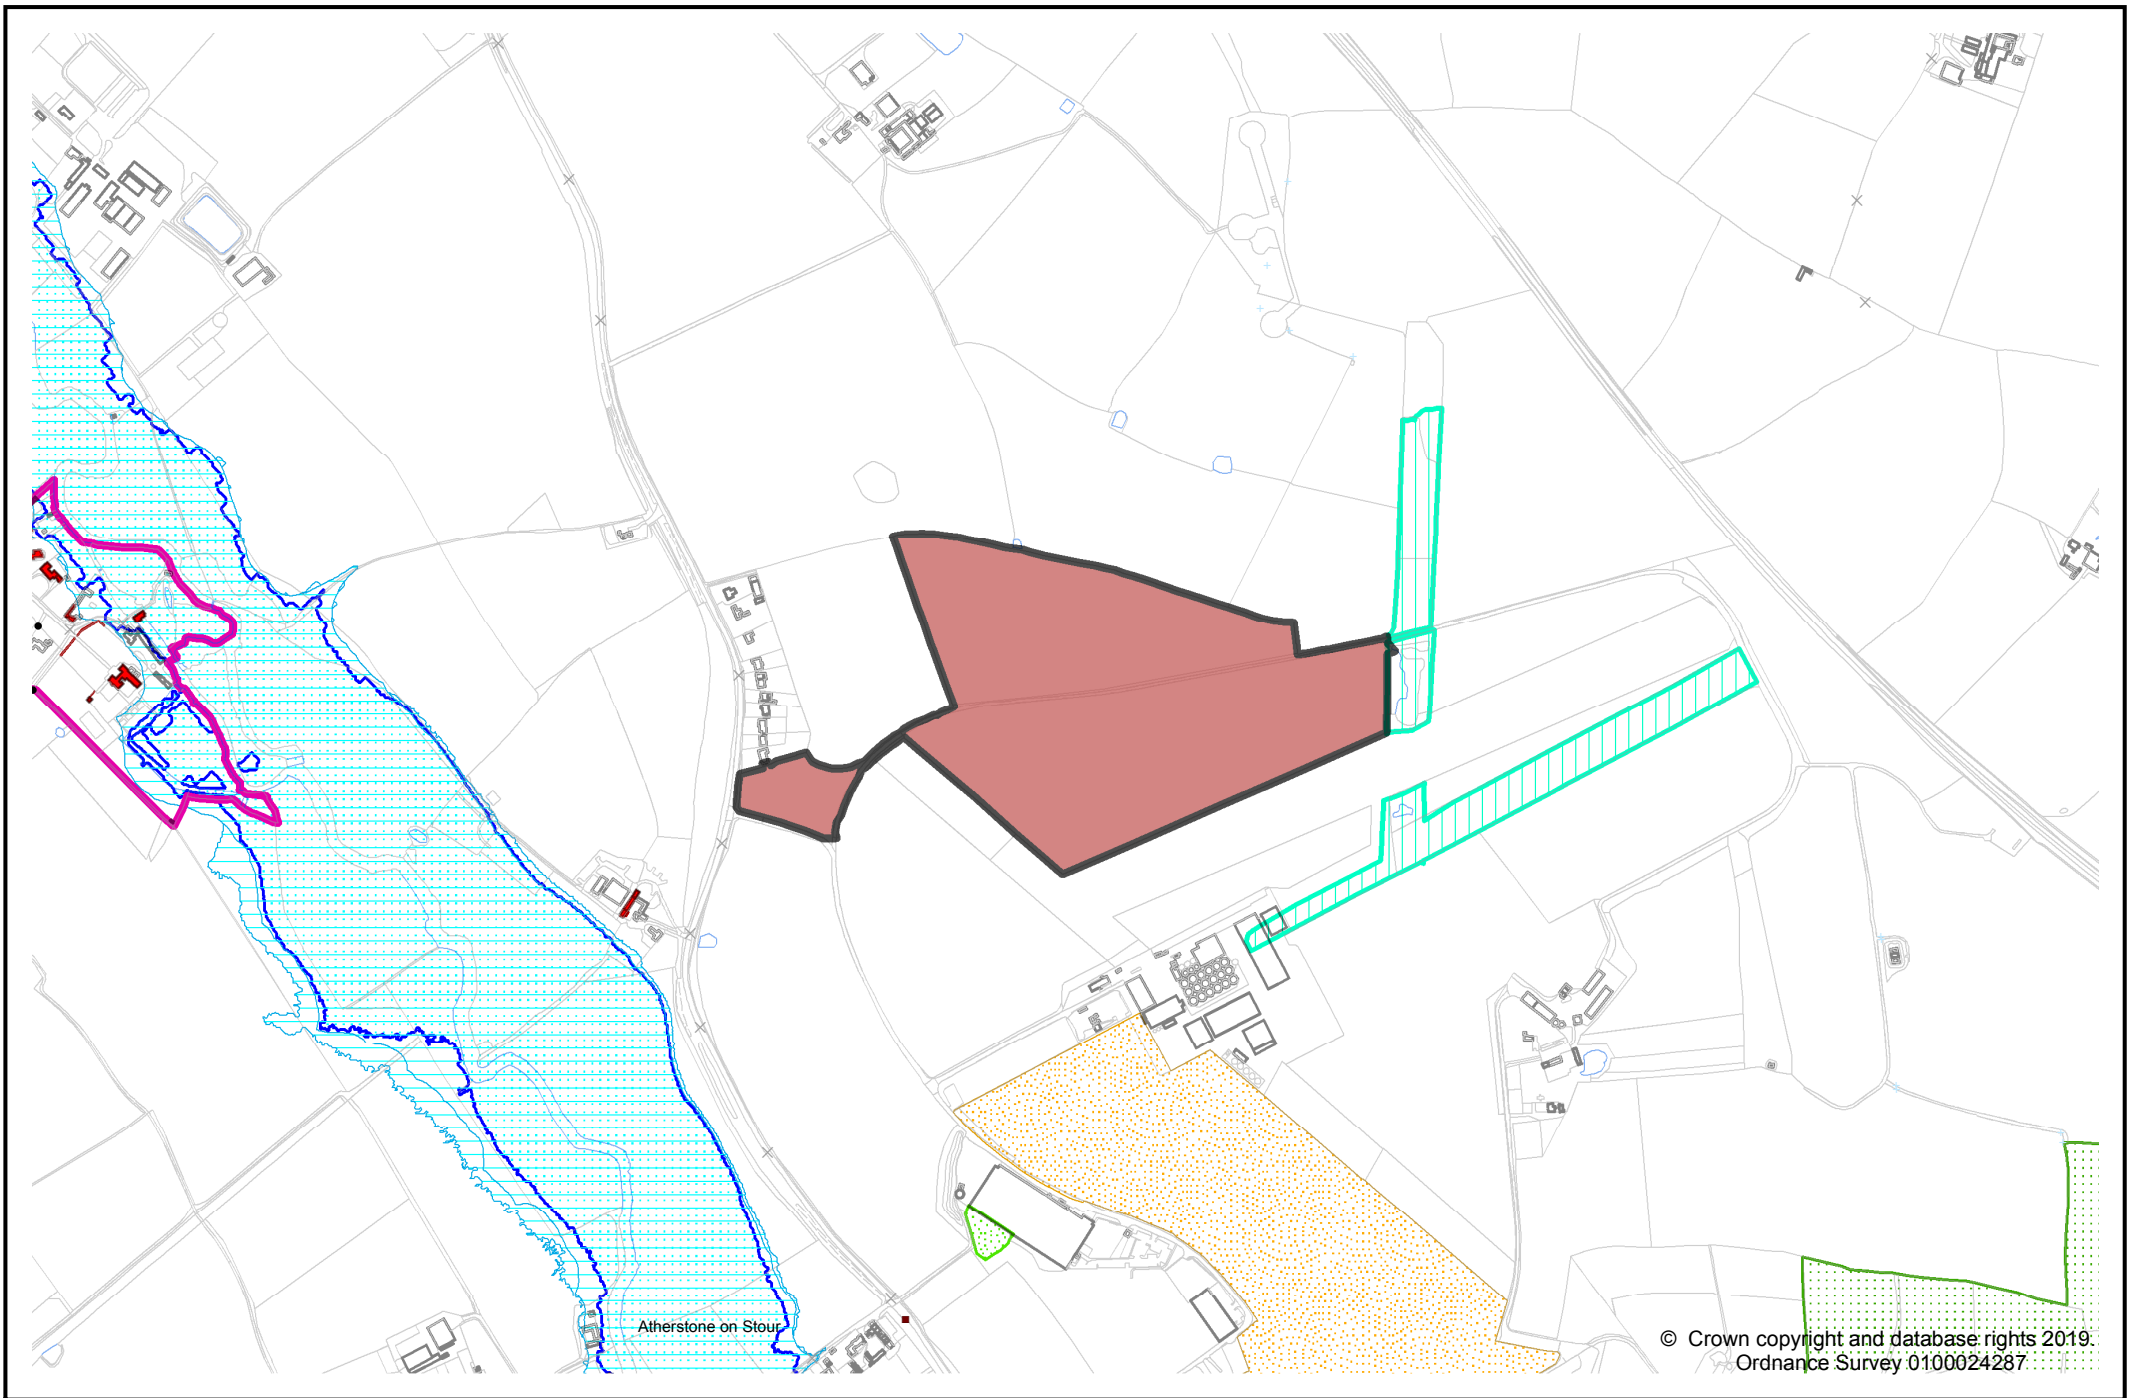 Atherstone on Stour
© Crown copyright and database rights 2019.
Ordnance Survey 0100024287